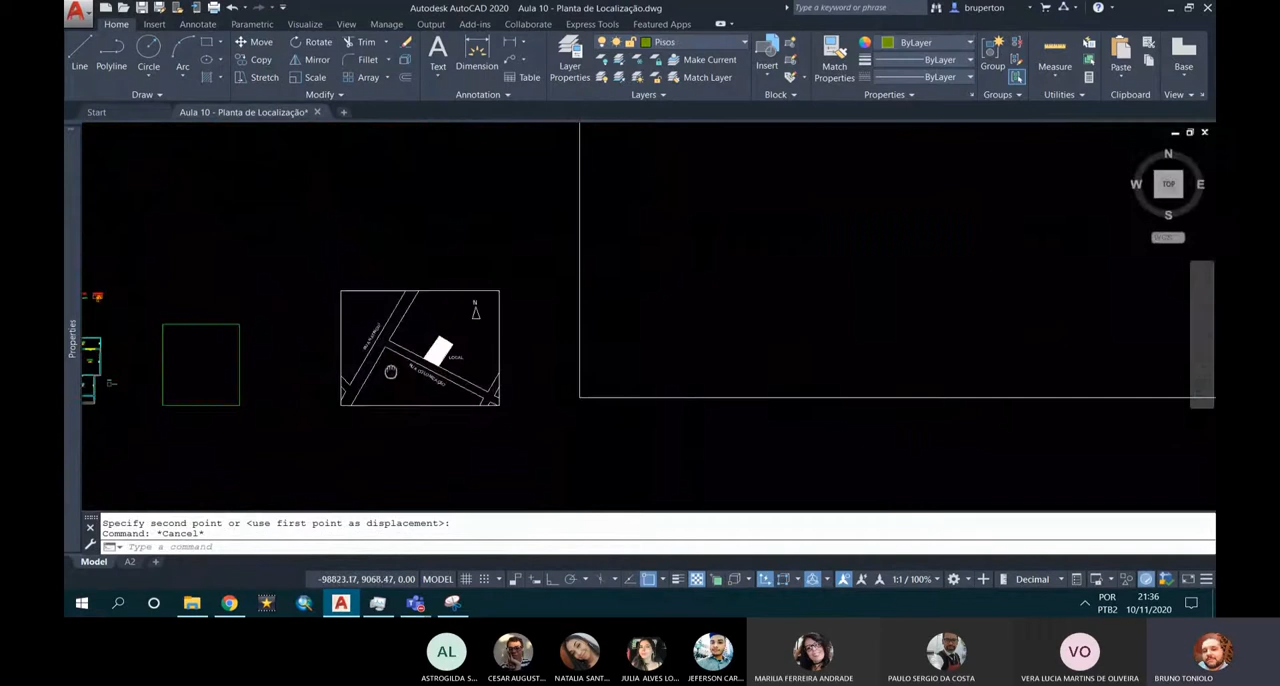 Autodesk AutoCAD 2020 Aula 10 - Planta de Localização.dwg
Type a keyword or phrase
bruperton
Home Insert Annotate Parametric Visualize View Manage Output Add-ins Collaborate Express Tools Featured Apps
Line Polyline Circle Arc
Move Rotate Trim
Copy Mirror Fillet
Stretch Scale Array
Text Dimension Table
Layer Properties
Pisos
Make Current
Match Layer
Insert
Match Properties
ByLayer
ByLayer
ByLayer
Group
Measure
Paste
Base
Draw Modify Annotation Layers Block Properties Groups Utilities Clipboard View
Start Aula 10 - Planta de Localização*
N
W TOP E
S
Properties
N
LOCAL
Specify second point or <use first point as displacement>:
Command: *Cancel*
Type a command
Model A2
-98823.17, 9068.47, 0.00 MODEL 1:1 / 100% Decimal
POR
PTB2
21:36
10/11/2020
AL VO
ASTROGILDA S... CESAR AUGUST... NATALIA SANT... JULIA ALVES LO... JEFERSON CAR... MARILIA FERREIRA ANDRADE PAULO SERGIO DA COSTA VERA LUCIA MARTINS DE OLIVEIRA BRUNO TONIOLO